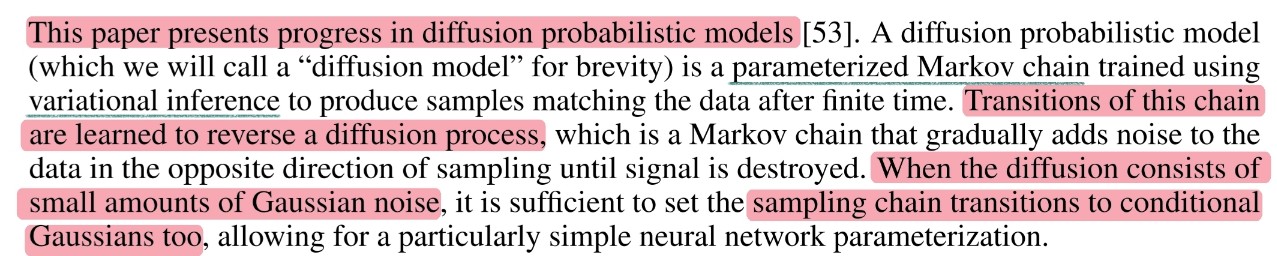 This paper presents progress in diffusion probabilistic models [53]. A diffusion probabilistic model
(which we will call a “diffusion model” for brevity) is a parameterized Markov chain trained using
variational inference to produce samples matching the data after finite time. Transitions of this chain
are learned to reverse a diffusion process, which is a Markov chain that gradually adds noise to the
data in the opposite direction of sampling until signal is destroyed. When the diffusion consists of
small amounts of Gaussian noise, it is sufficient to set the sampling chain transitions to conditional
Gaussians too, allowing for a particularly simple neural network parameterization.